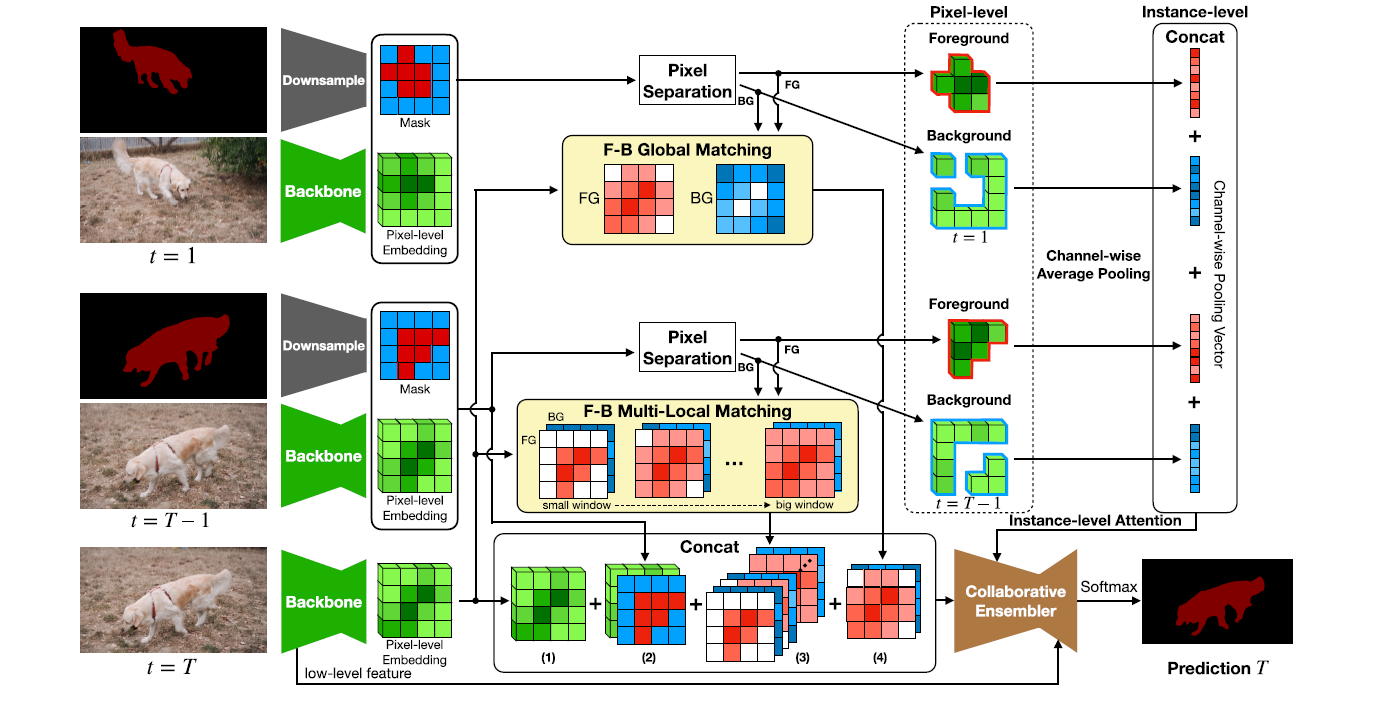 Pixel-level
Instance-level
Foreground
Concat
Downsample
Mask
Pixel
Separation
FG
BG
Background
F-B Global Matching
FG
BG
Backbone
Pixel-level
Embedding
t = 1
t = 1
+
+
+
Channel-wise Pooling Vector
Channel-wise
Average Pooling
Foreground
Downsample
Mask
Pixel
Separation
FG
BG
Background
F-B Multi-Local Matching
BG
FG
...
small window
big window
Backbone
Pixel-level
Embedding
t = T − 1
t = T − 1
Instance-level Attention
Concat
Backbone
Pixel-level
Embedding
+
+
+
(1)
(2)
(3)
(4)
Collaborative
Ensembler
Softmax
t = T
low-level feature
Prediction T